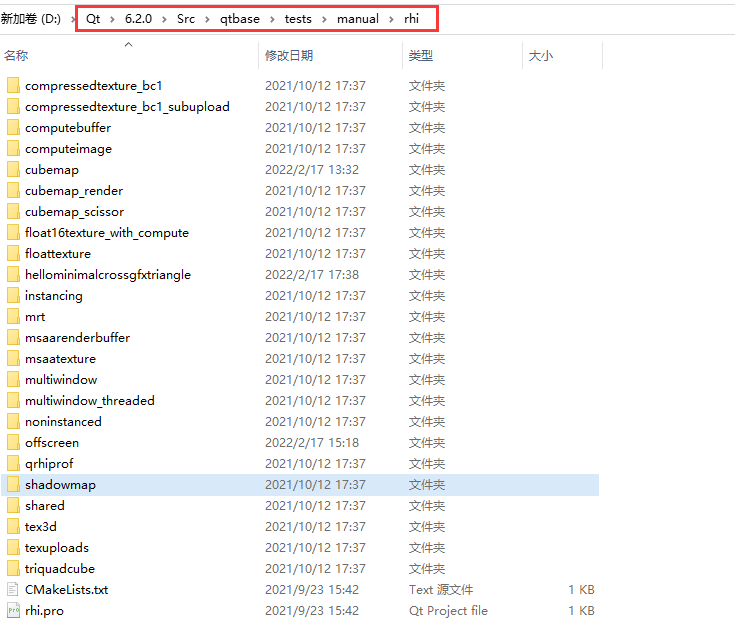 新加卷 (D:) › Qt › 6.2.0 › Src › qtbase › tests › manual › rhi
名称 修改日期 类型 大小
compressedtexture_bc1 2021/10/12 17:37 文件夹
compressedtexture_bc1_subupload 2021/10/12 17:37 文件夹
computebuffer 2021/10/12 17:37 文件夹
computeimage 2021/10/12 17:37 文件夹
cubemap 2022/2/17 13:32 文件夹
cubemap_render 2021/10/12 17:37 文件夹
cubemap_scissor 2021/10/12 17:37 文件夹
float16texture_with_compute 2021/10/12 17:37 文件夹
floattexture 2021/10/12 17:37 文件夹
hellominimalcrossgfxtriangle 2022/2/17 17:38 文件夹
instancing 2021/10/12 17:37 文件夹
mrt 2021/10/12 17:37 文件夹
msaarenderbuffer 2021/10/12 17:37 文件夹
msaatexture 2021/10/12 17:37 文件夹
multiwindow 2021/10/12 17:37 文件夹
multiwindow_threaded 2021/10/12 17:37 文件夹
noninstanced 2021/10/12 17:37 文件夹
offscreen 2022/2/17 15:18 文件夹
qrhiprof 2021/10/12 17:37 文件夹
shadowmap 2021/10/12 17:37 文件夹
shared 2021/10/12 17:37 文件夹
tex3d 2021/10/12 17:37 文件夹
texuploads 2021/10/12 17:37 文件夹
triquadcube 2021/10/12 17:37 文件夹
CMakeLists.txt 2021/9/23 15:42 Text 源文件 1 KB
rhi.pro 2021/9/23 15:42 Qt Project file 1 KB